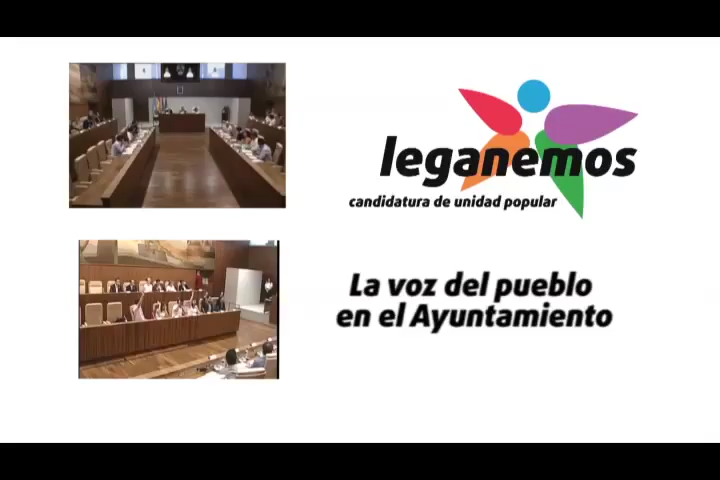 leganemos
candidatura de unidad popular
La voz del pueblo
en el Ayuntamiento